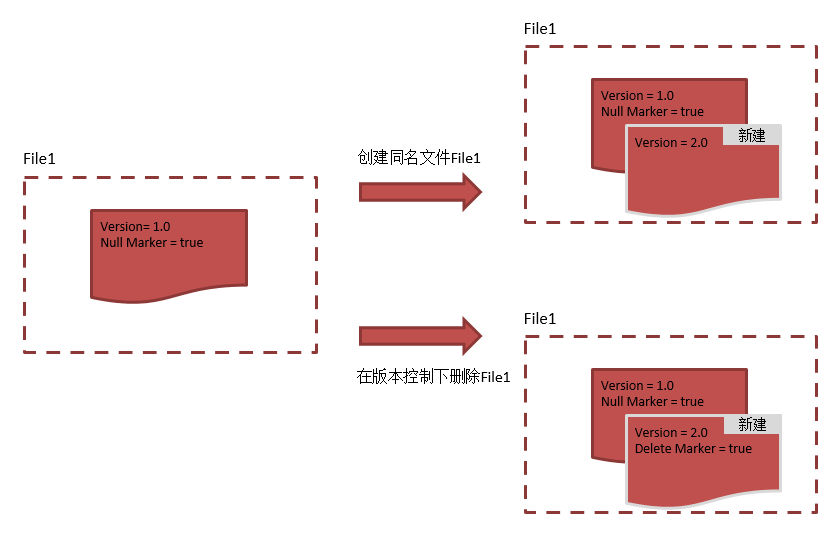 File1
Version= 1.0
Null Marker = true
创建同名文件File1
在版本控制下删除File1
File1
Version = 1.0
Null Marker = true
新建
Version = 2.0
File1
Version = 1.0
Null Marker = true
新建
Version = 2.0
Delete Marker = true